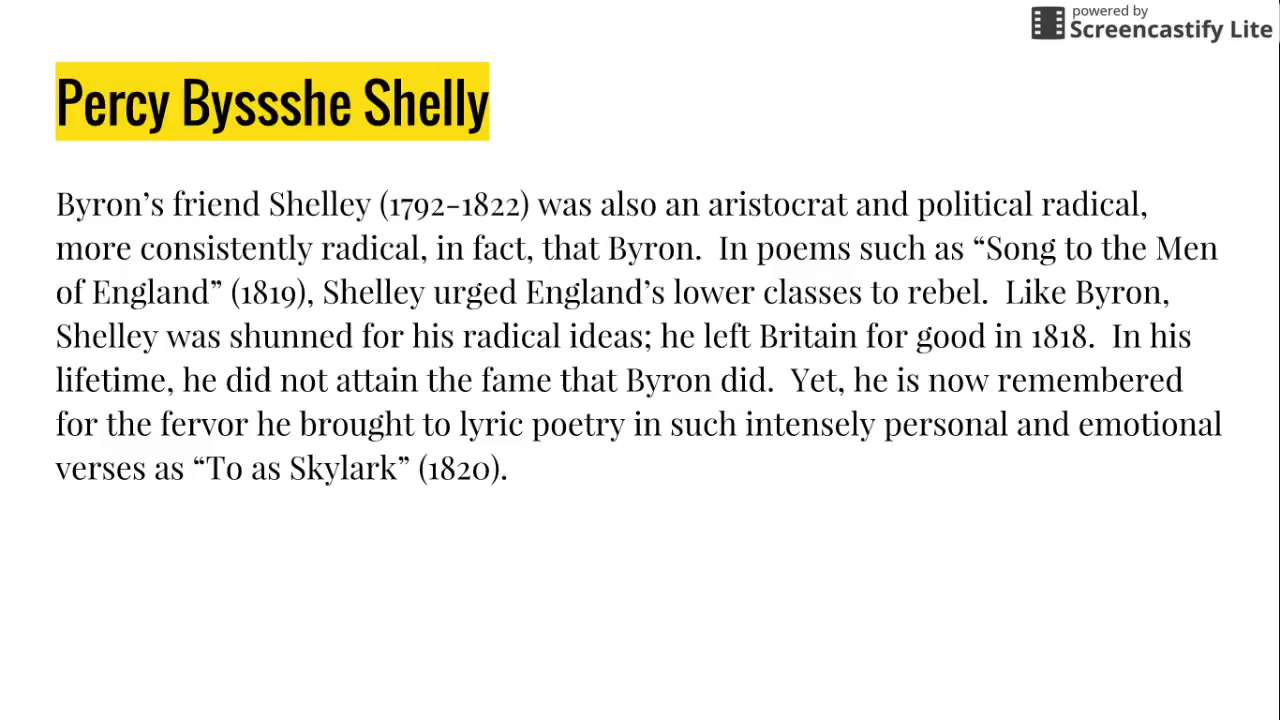 powered by
Screencastify Lite
Percy Byssshe Shelly
Byron’s friend Shelley (1792-1822) was also an aristocrat and political radical,
more consistently radical, in fact, that Byron.  In poems such as “Song to the Men
of England” (1819), Shelley urged England’s lower classes to rebel.  Like Byron,
Shelley was shunned for his radical ideas; he left Britain for good in 1818.  In his
lifetime, he did not attain the fame that Byron did.  Yet, he is now remembered
for the fervor he brought to lyric poetry in such intensely personal and emotional
verses as “To as Skylark” (1820).